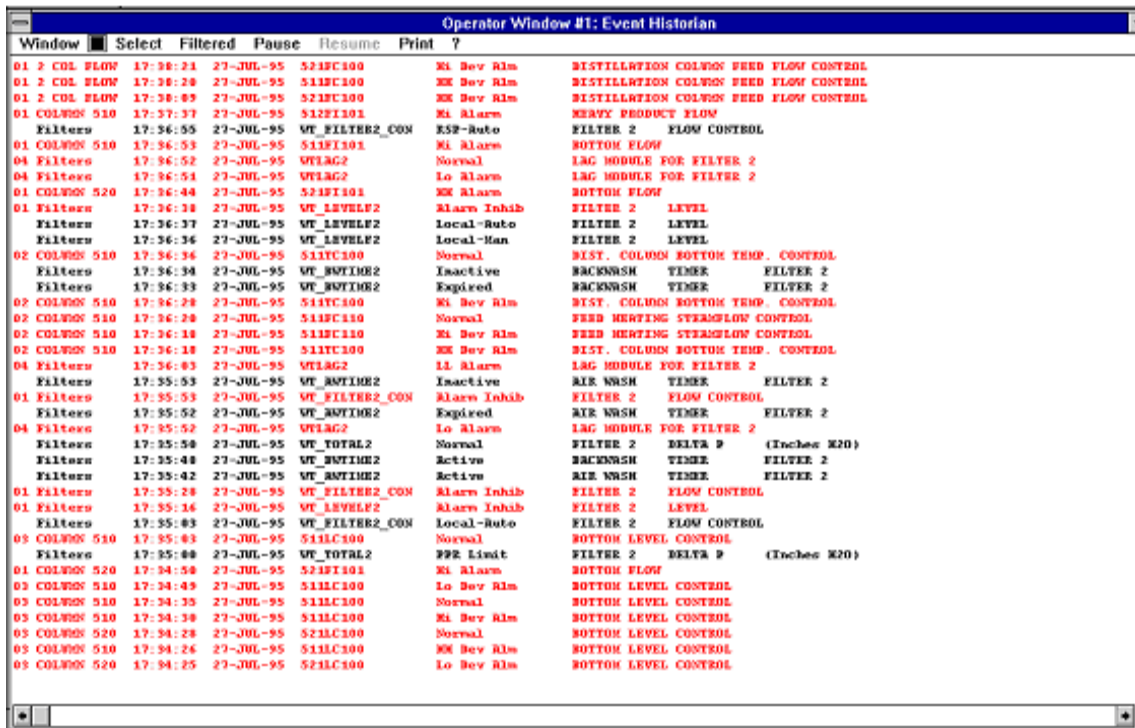 Operator Window #1: Event Historian
Window Select Filtered Pause Resume Print ?
01 2 COL FLOW 17:38:21 27-JUL-95 521FC100 Hi Dev Alm DISTILLATION COLUMN FEED FLOW CONTROL
01 2 COL FLOW 17:38:20 27-JUL-95 511FC100 HH Dev Alm DISTILLATION COLUMN FEED FLOW CONTROL
01 2 COL FLOW 17:38:09 27-JUL-95 521FC100 HH Dev Alm DISTILLATION COLUMN FEED FLOW CONTROL
01 COLUMN 510 17:37:37 27-JUL-95 512FI101 Hi Alarm HEAVY PRODUCT FLOW
Filters 17:36:55 27-JUL-95 WT_FILTER2_CON RSP-Auto FILTER 2 FLOW CONTROL
01 COLUMN 510 17:36:53 27-JUL-95 511FI101 Hi Alarm BOTTOM FLOW
04 Filters 17:36:52 27-JUL-95 WTLAG2 Normal LAG MODULE FOR FILTER 2
04 Filters 17:36:51 27-JUL-95 WTLAG2 Lo Alarm LAG MODULE FOR FILTER 2
01 COLUMN 520 17:36:44 27-JUL-95 521FI101 HH Alarm BOTTOM FLOW
01 Filters 17:36:38 27-JUL-95 WT_LEVELF2 Alarm Inhib FILTER 2 LEVEL
Filters 17:36:37 27-JUL-95 WT_LEVELF2 Local-Auto FILTER 2 LEVEL
Filters 17:36:36 27-JUL-95 WT_LEVELF2 Local-Man FILTER 2 LEVEL
02 COLUMN 510 17:36:36 27-JUL-95 511TC100 Normal DIST. COLUMN BOTTOM TEMP. CONTROL
Filters 17:36:34 27-JUL-95 WT_BWTIME2 Inactive BACKWASH TIMER FILTER 2
Filters 17:36:33 27-JUL-95 WT_BWTIME2 Expired BACKWASH TIMER FILTER 2
02 COLUMN 510 17:36:28 27-JUL-95 511TC100 Hi Dev Alm DIST. COLUMN BOTTOM TEMP. CONTROL
02 COLUMN 510 17:36:20 27-JUL-95 511FC110 Normal FEED HEATING STEAMFLOW CONTROL
02 COLUMN 510 17:36:18 27-JUL-95 511FC110 Hi Dev Alm FEED HEATING STEAMFLOW CONTROL
02 COLUMN 510 17:36:18 27-JUL-95 511TC100 HH Dev Alm DIST. COLUMN BOTTOM TEMP. CONTROL
04 Filters 17:36:03 27-JUL-95 WTLAG2 LL Alarm LAG MODULE FOR FILTER 2
Filters 17:35:53 27-JUL-95 WT_AWTIME2 Inactive AIR WASH TIMER FILTER 2
01 Filters 17:35:53 27-JUL-95 WT_FILTER2_CON Alarm Inhib FILTER 2 FLOW CONTROL
Filters 17:35:52 27-JUL-95 WT_AWTIME2 Expired AIR WASH TIMER FILTER 2
04 Filters 17:35:52 27-JUL-95 WTLAG2 Lo Alarm LAG MODULE FOR FILTER 2
Filters 17:35:50 27-JUL-95 WT_TOTAL2 Normal FILTER 2 DELTA P (Inches H20)
Filters 17:35:48 27-JUL-95 WT_BWTIME2 Active BACKWASH TIMER FILTER 2
Filters 17:35:42 27-JUL-95 WT_AWTIME2 Active AIR WASH TIMER FILTER 2
01 Filters 17:35:28 27-JUL-95 WT_FILTER2_CON Alarm Inhib FILTER 2 FLOW CONTROL
01 Filters 17:35:16 27-JUL-95 WT_LEVELF2 Alarm Inhib FILTER 2 LEVEL
Filters 17:35:03 27-JUL-95 WT_FILTER2_CON Local-Auto FILTER 2 FLOW CONTROL
03 COLUMN 510 17:35:03 27-JUL-95 511LC100 Normal BOTTOM LEVEL CONTROL
Filters 17:35:00 27-JUL-95 WT_TOTAL2 PPR Limit FILTER 2 DELTA P (Inches H20)
01 COLUMN 520 17:34:50 27-JUL-95 521FI101 Hi Alarm BOTTOM FLOW
03 COLUMN 510 17:34:49 27-JUL-95 511LC100 Lo Dev Alm BOTTOM LEVEL CONTROL
03 COLUMN 510 17:34:35 27-JUL-95 511LC100 Normal BOTTOM LEVEL CONTROL
03 COLUMN 510 17:34:30 27-JUL-95 511LC100 Hi Dev Alm BOTTOM LEVEL CONTROL
03 COLUMN 520 17:34:28 27-JUL-95 521LC100 Normal BOTTOM LEVEL CONTROL
03 COLUMN 510 17:34:26 27-JUL-95 511LC100 HH Dev Alm BOTTOM LEVEL CONTROL
03 COLUMN 520 17:34:25 27-JUL-95 521LC100 Lo Dev Alm BOTTOM LEVEL CONTROL